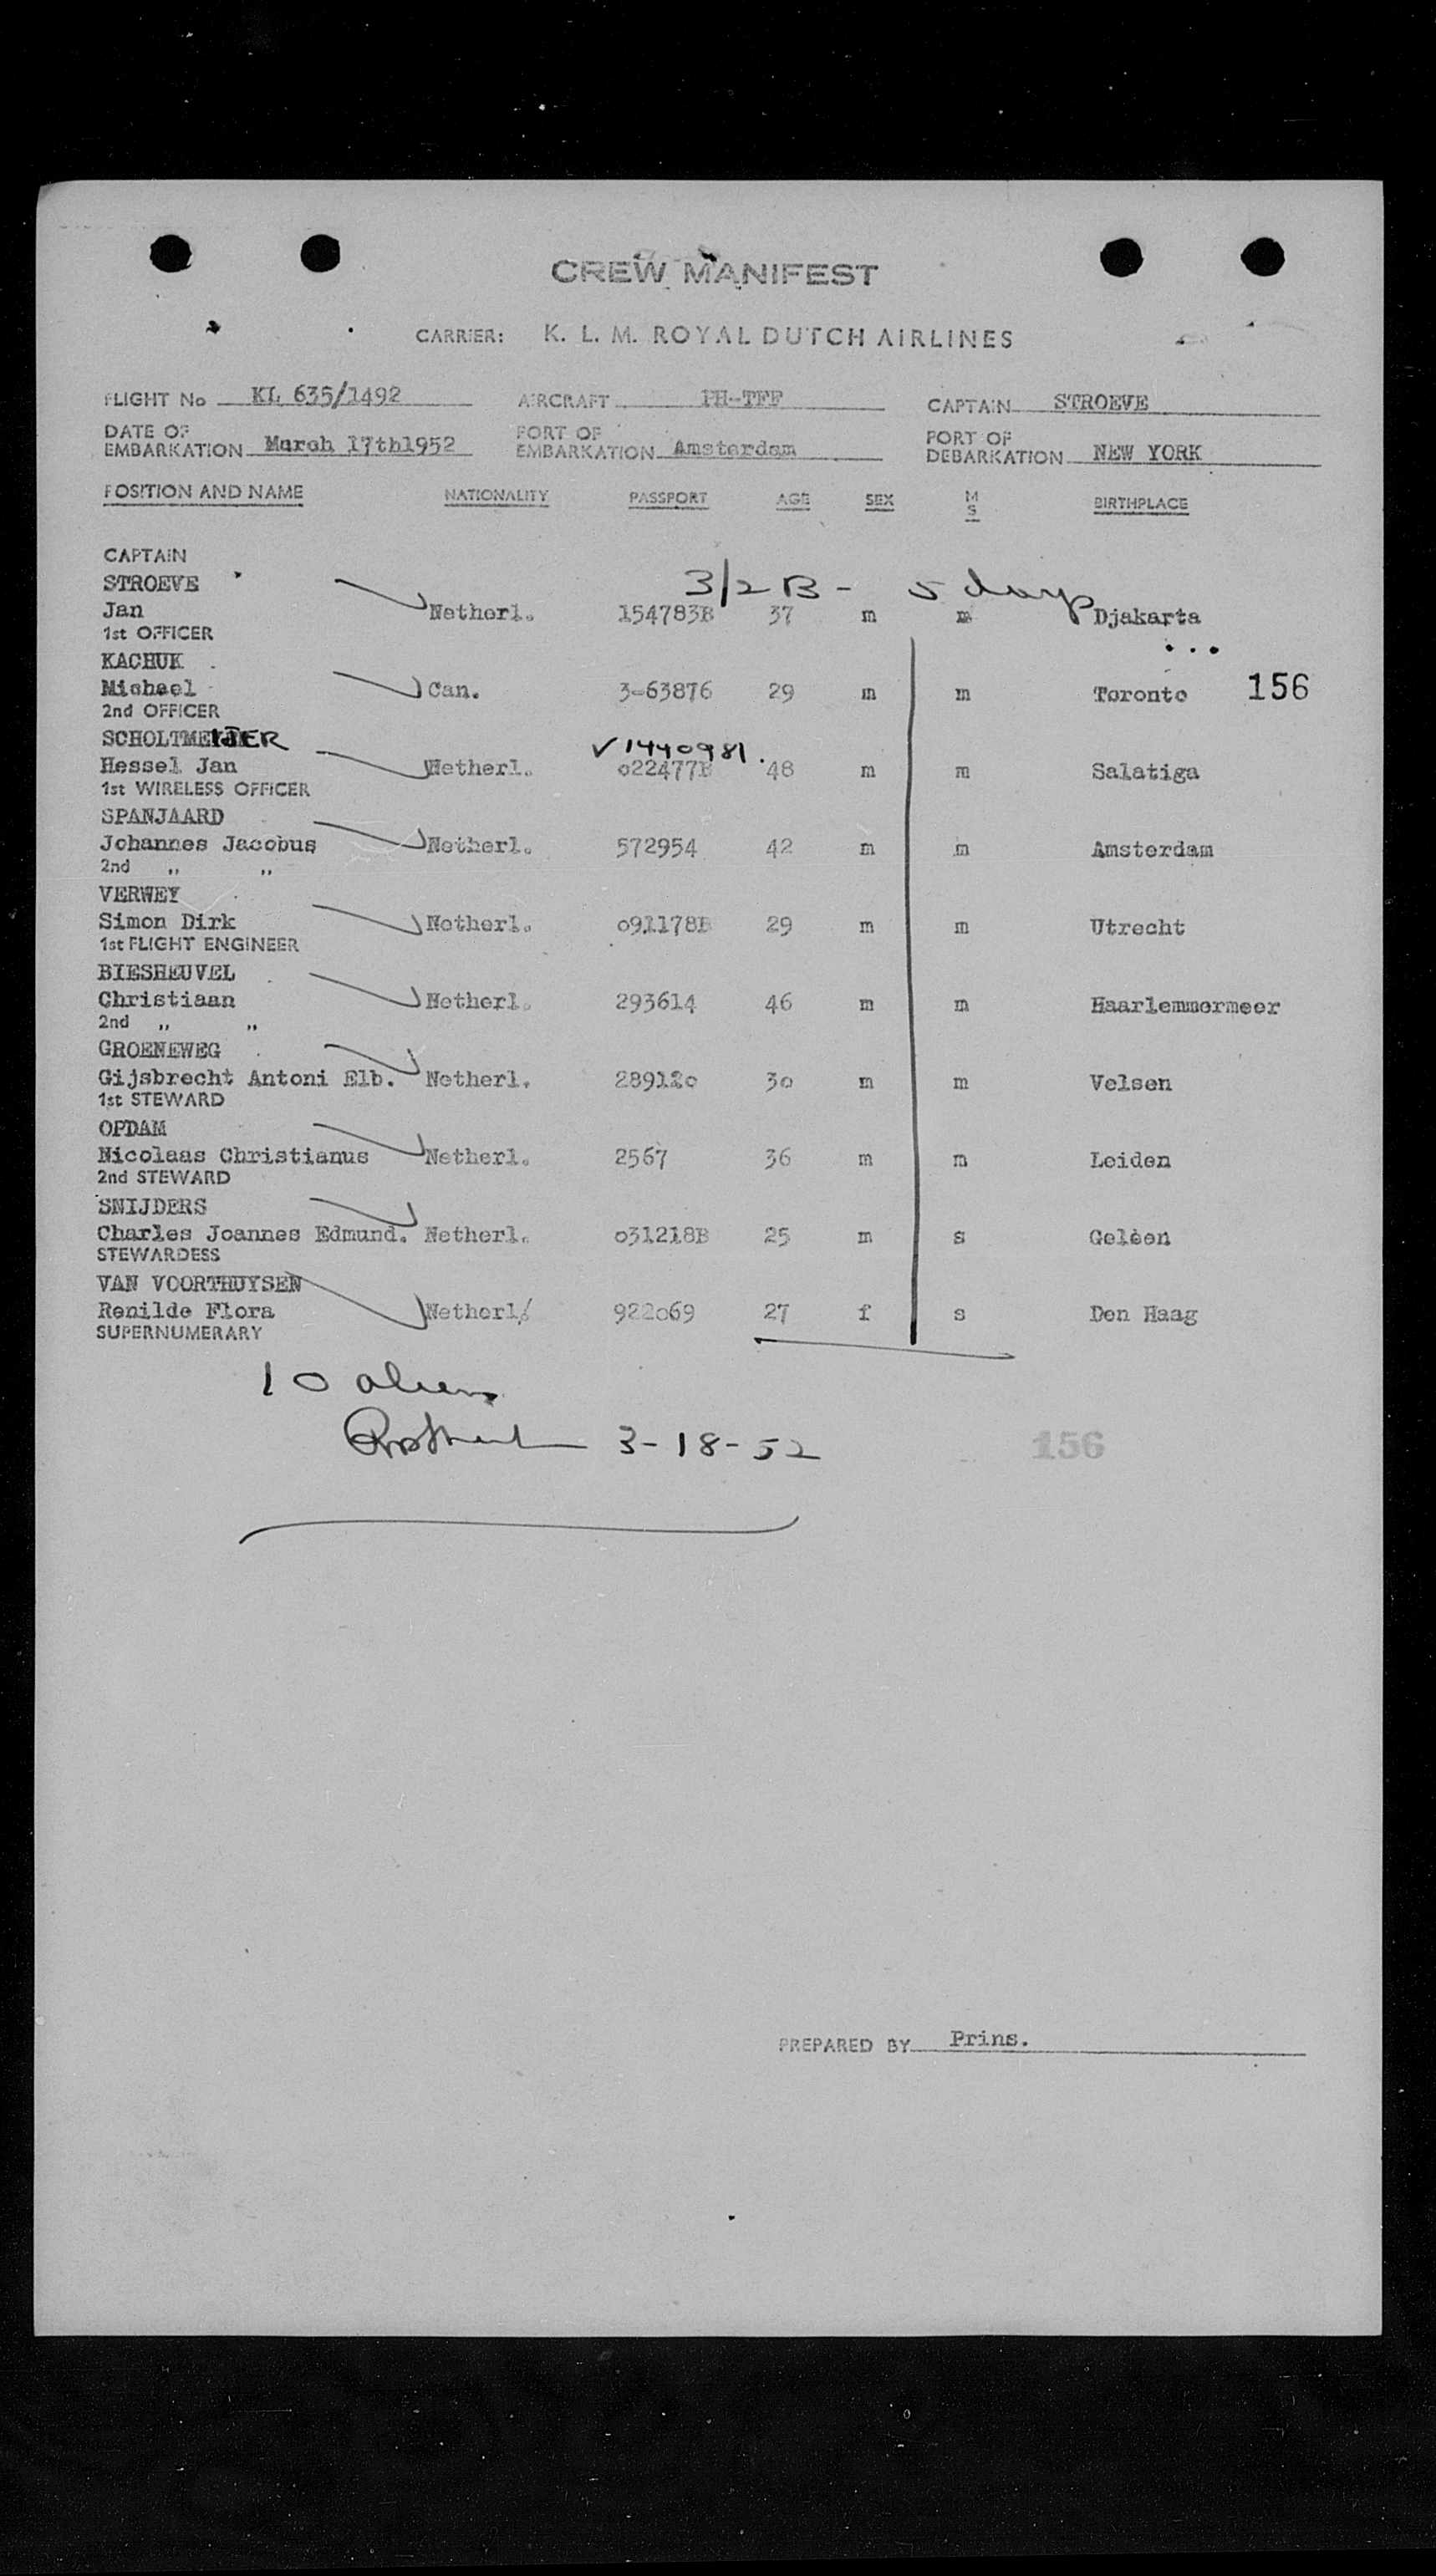 CREW MANIFEST
CARRIER: K. L. M. ROYAL DUTCH AIRLINES
FLIGHT No KL 635/1492 AIRCRAFT PH-TFF CAPTAIN STROEVE
DATE OF EMBARKATION March 17th1952 PORT OF EMBARKATION Amsterdam PORT OF DEBARKATION NEW YORK
POSITION AND NAME NATIONALITY PASSPORT AGE SEX M S BIRTHPLACE
CAPTAIN
3/2 B - 5 days
STROEVE
Jan Netherl. 154783B 37 m m Djakarta
1st OFFICER
KACHUK
Michael Can. 3-63876 29 m m Toronto 156
2nd OFFICER
SCHOLTMEIJER
V1440981.
Hessel Jan Netherl. o22477B 48 m m Salatiga
1st WIRELESS OFFICER
SPANJAARD
Johannes Jacobus Netherl. 572954 42 m m Amsterdam
2nd ,, ,,
VERWEY
Simon Dirk Netherl. o91178B 29 m m Utrecht
1st FLIGHT ENGINEER
BIESHEUVEL
Christiaan Netherl. 293614 46 m m Haarlemmermeer
2nd ,, ,,
GROENEWEG
Gijsbrecht Antoni Elb. Netherl. 28912o 3o m m Velsen
1st STEWARD
OPDAM
Nicolaas Christianus Netherl. 2567 36 m m Leiden
2nd STEWARD
SNIJDERS
Charles Joannes Edmund. Netherl. o31218B 25 m s Geleen
STEWARDESS
VAN VOORTHUYSEN
Renilde Flora Netherl/ 922o69 27 f s Den Haag
SUPERNUMERARY
10 aliens
3-18-52
156
PREPARED BY Prins.